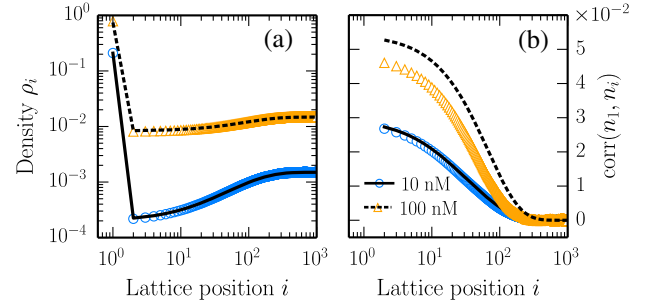 ×10⁻²
10⁰
10⁻¹
10⁻²
10⁻³
10⁻⁴
Density ρᵢ
(a)
10⁰ 10¹ 10² 10³
Lattice position i
(b)
10 nM
100 nM
10⁰ 10¹ 10² 10³
Lattice position i
5
4
3
2
1
0
corr(n₁, nᵢ)